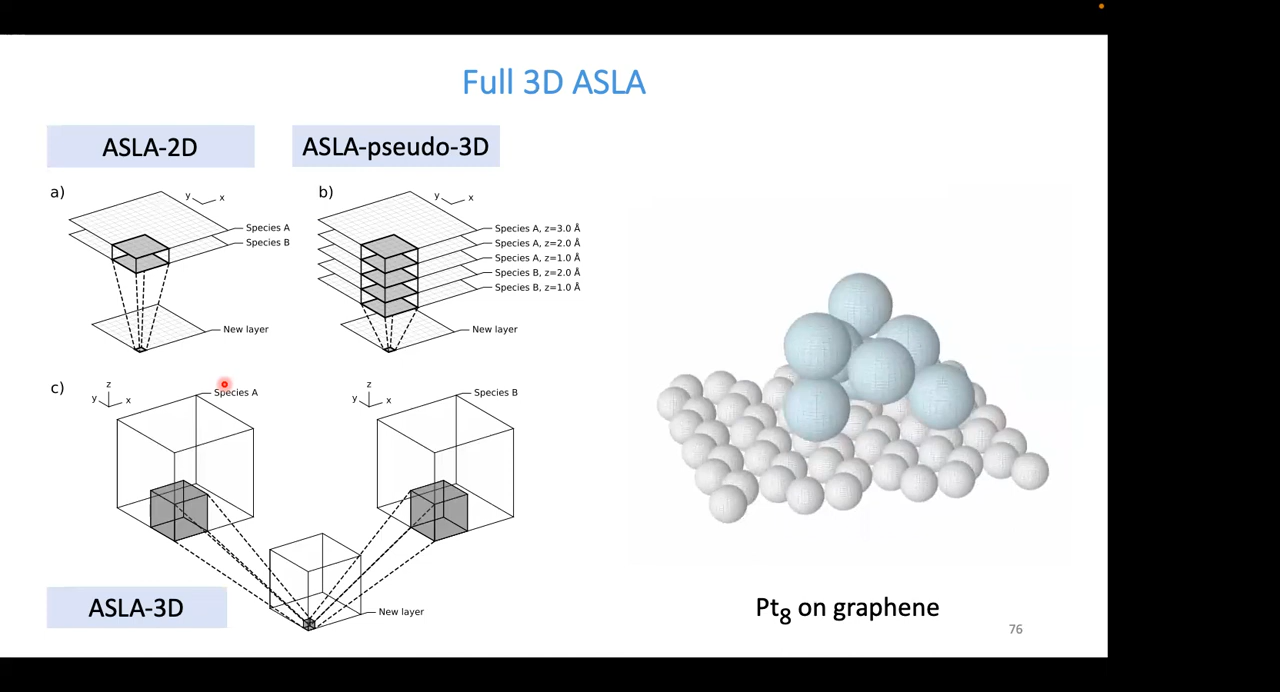 Full 3D ASLA
ASLA-2D
ASLA-pseudo-3D
a)
y
x
Species A
Species B
New layer
b)
y
x
Species A, z=3.0 Å
Species A, z=2.0 Å
Species A, z=1.0 Å
Species B, z=2.0 Å
Species B, z=1.0 Å
New layer
c)
z
y
x
Species A
z
y
x
Species B
New layer
ASLA-3D
Pt8 on graphene
76